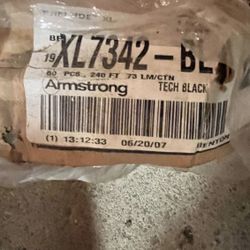 XL7342-BL
60 PCS, 240 FT 73 LM/CTN
Armstrong TECH BLACK
(1) 13:12:33 06/20/07
BENTON